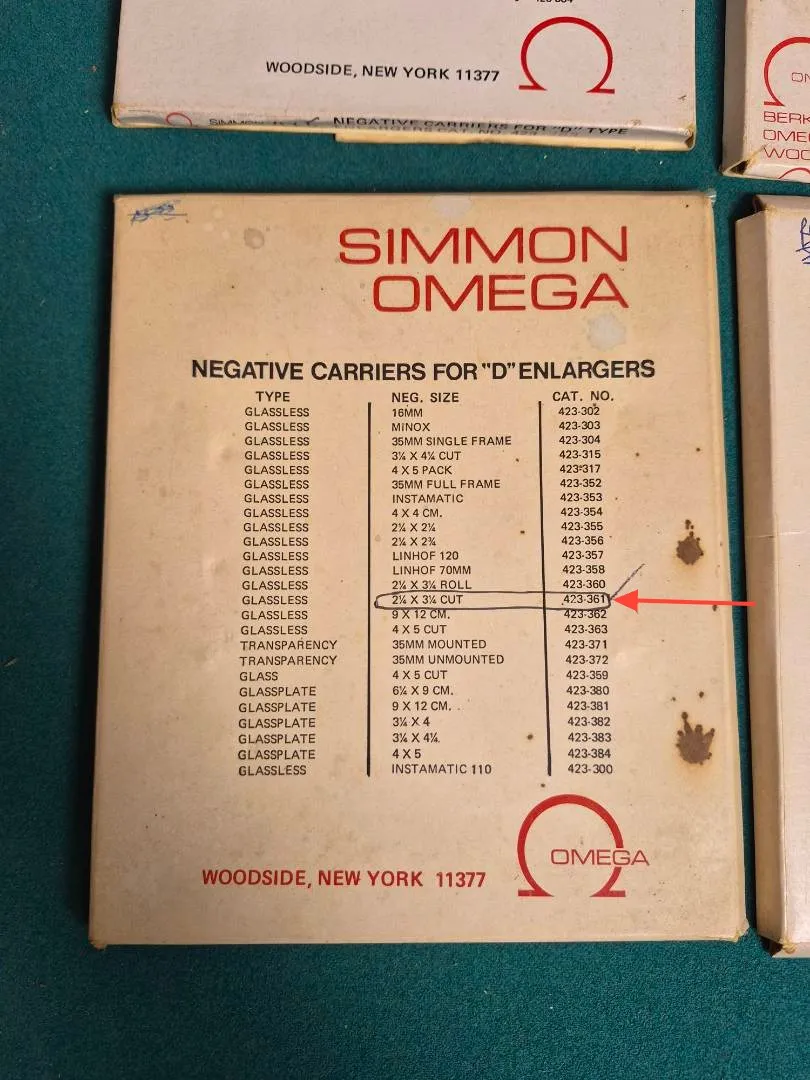 WOODSIDE, NEW YORK 11377
NEGATIVE CARRIERS FOR "D" TYPE
ENLARGERS CAT. NO. 423
BERK
OME
WOO
SIMMON
OMEGA
NEGATIVE CARRIERS FOR "D" ENLARGERS
TYPE NEG. SIZE CAT. NO.
GLASSLESS 16MM 423-302
GLASSLESS MINOX 423-303
GLASSLESS 35MM SINGLE FRAME 423-304
GLASSLESS 3¼ X 4¼ CUT 423-315
GLASSLESS 4 X 5 PACK 423-317
GLASSLESS 35MM FULL FRAME 423-352
GLASSLESS INSTAMATIC 423-353
GLASSLESS 4 X 4 CM. 423-354
GLASSLESS 2¼ X 2¼ 423-355
GLASSLESS 2¼ X 2¾ 423-356
GLASSLESS LINHOF 120 423-357
GLASSLESS LINHOF 70MM 423-358
GLASSLESS 2¼ X 3¼ ROLL 423-360
GLASSLESS 2¼ X 3¼ CUT 423-361
GLASSLESS 9 X 12 CM. 423-362
GLASSLESS 4 X 5 CUT 423-363
TRANSPARENCY 35MM MOUNTED 423-371
TRANSPARENCY 35MM UNMOUNTED 423-372
GLASS 4 X 5 CUT 423-359
GLASSPLATE 6½ X 9 CM. 423-380
GLASSPLATE 9 X 12 CM. 423-381
GLASSPLATE 3¼ X 4 423-382
GLASSPLATE 3¼ X 4¼ 423-383
GLASSPLATE 4 X 5 423-384
GLASSLESS INSTAMATIC 110 423-300
OMEGA
WOODSIDE, NEW YORK 11377